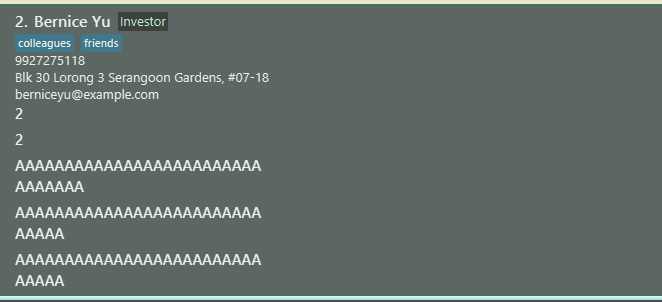 2. Bernice Yu Investor
colleagues friends
9927275118
Blk 30 Lorong 3 Serangoon Gardens, #07-18
berniceyu@example.com
2
2
AAAAAAAAAAAAAAAAAAAAAAAAA
AAAAAAA
AAAAAAAAAAAAAAAAAAAAAAAAA
AAAAA
AAAAAAAAAAAAAAAAAAAAAAAAA
AAAAA